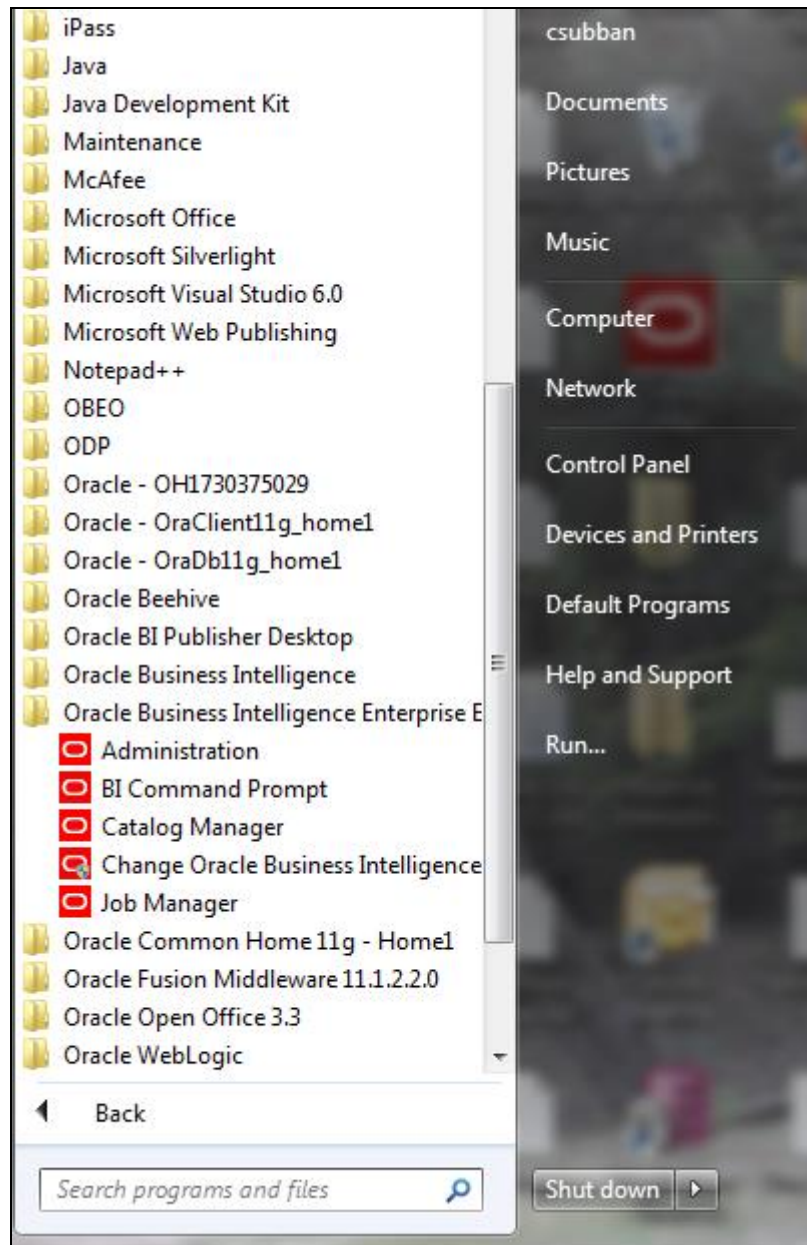 iPass
Java
Java Development Kit
Maintenance
McAfee
Microsoft Office
Microsoft Silverlight
Microsoft Visual Studio 6.0
Microsoft Web Publishing
Notepad++
OBEO
ODP
Oracle - OH1730375029
Oracle - OraClient11g_home1
Oracle - OraDb11g_home1
Oracle Beehive
Oracle BI Publisher Desktop
Oracle Business Intelligence
Oracle Business Intelligence Enterprise E
Administration
BI Command Prompt
Catalog Manager
Change Oracle Business Intelligence
Job Manager
Oracle Common Home 11g - Home1
Oracle Fusion Middleware 11.1.2.2.0
Oracle Open Office 3.3
Oracle WebLogic
Back
Search programs and files
csubban
Documents
Pictures
Music
Computer
Network
Control Panel
Devices and Printers
Default Programs
Help and Support
Run...
Shut down